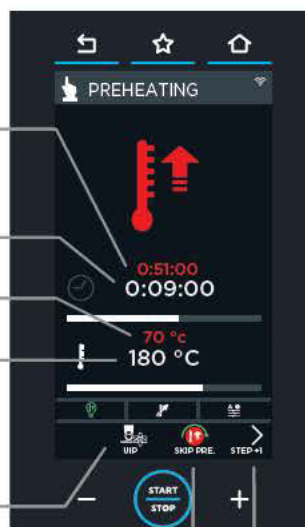 PREHEATING
0:51:00
0:09:00
70 °c
180 °C
UIP SKIP PRE. STEP +1
START
STOP